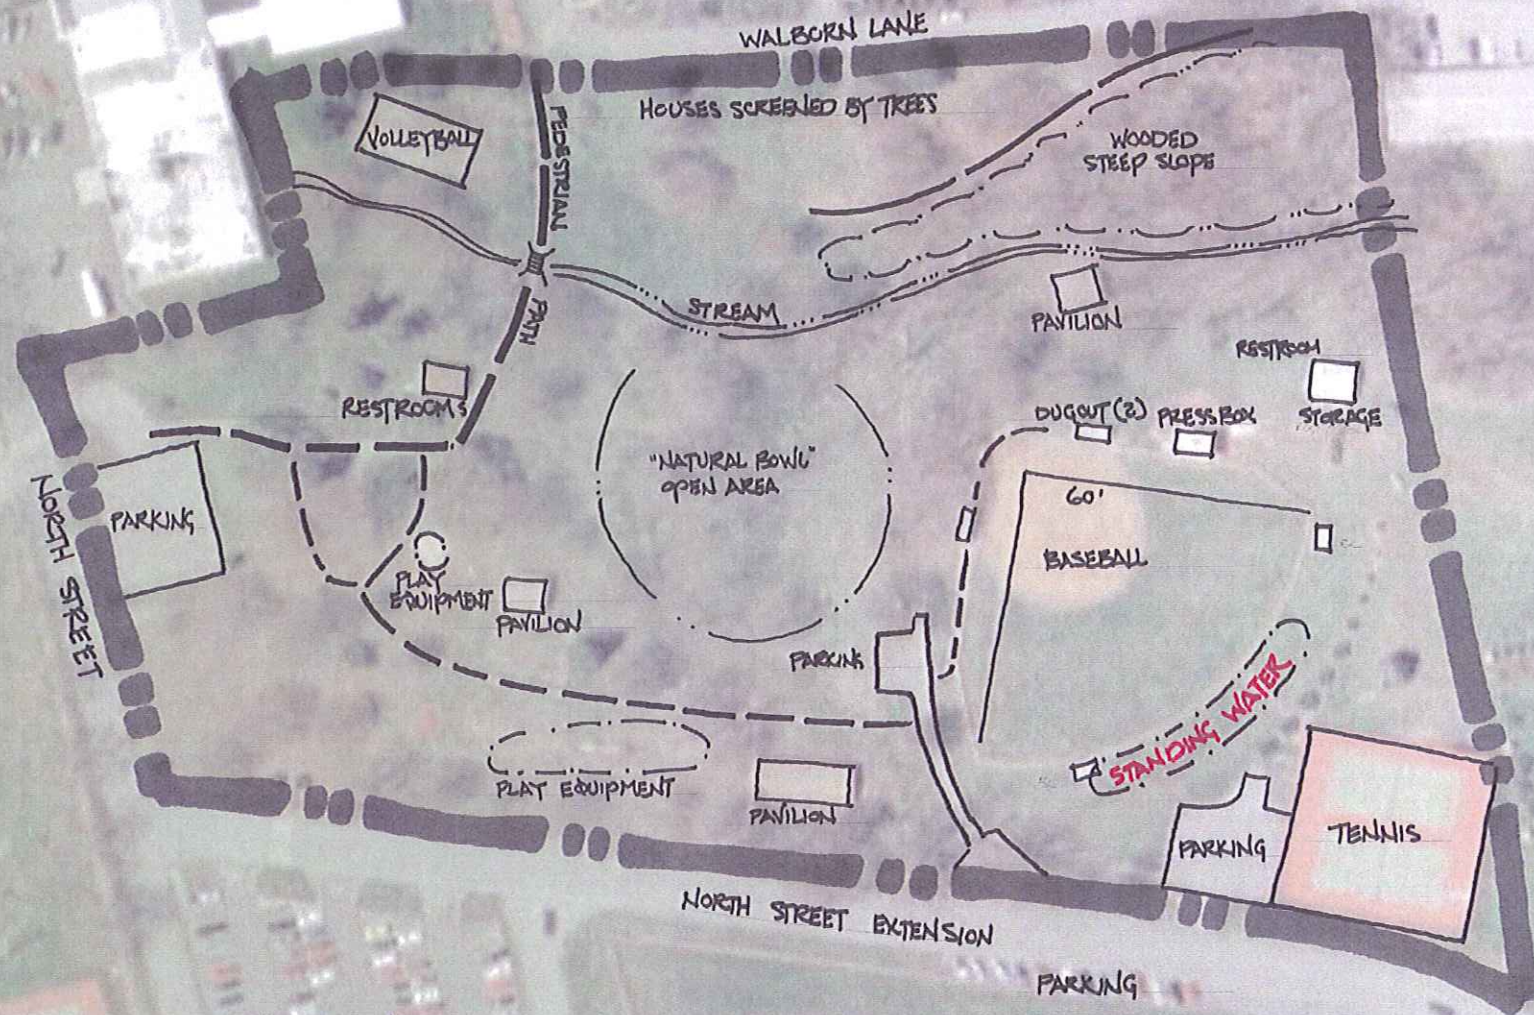 WALBORN LANE
HOUSES SCREENED BY TREES
VOLLEYBALL
PEDESTRIAN
PATH
WOODED
STEEP SLOPE
STREAM
PAVILION
RESTROOM
STORAGE
RESTROOMS
DUGOUT (2)
PRESS BOX
"NATURAL BOWL"
OPEN AREA
60'
BASEBALL
PARKING
NORTH STREET
PLAY
EQUIPMENT
PAVILION
PARKING
STANDING WATER
PLAY EQUIPMENT
PAVILION
PARKING
TENNIS
NORTH STREET EXTENSION
PARKING